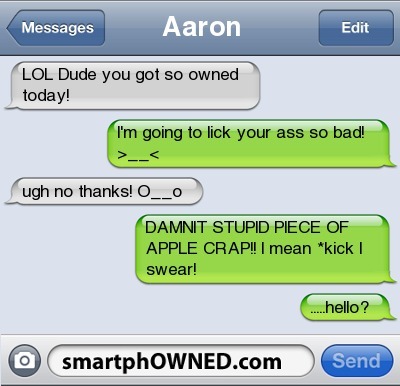 Messages
Aaron
Edit
LOL Dude you got so owned
today!
I'm going to lick your ass so bad!
>__<
ugh no thanks! O__o
DAMNIT STUPID PIECE OF
APPLE CRAP!! I mean *kick I
swear!
.....hello?
smartphOWNED.com
Send